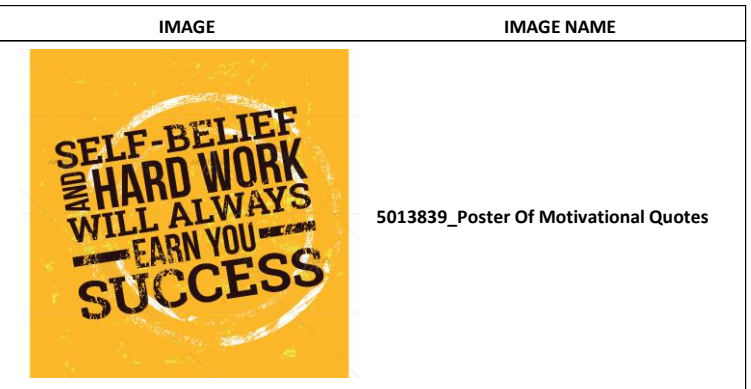 IMAGE IMAGE NAME
SELF-BELIEF
AND HARD WORK
WILL ALWAYS
EARN YOU
SUCCESS
5013839_Poster Of Motivational Quotes